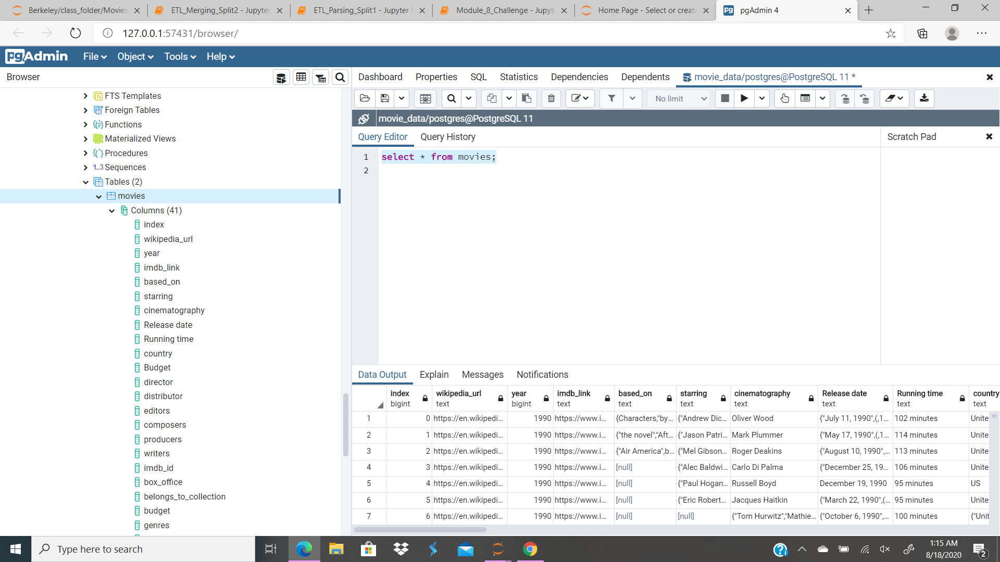 Berkeley/class_folder/Movies
ETL_Merging_Split2 - Jupyter
ETL_Parsing_Split1 - Jupyter
Module_8_Challenge - Jupyt
Home Page - Select or create
pgAdmin 4
127.0.0.1:57431/browser/
pgAdmin File Object Tools Help
Browser
FTS Templates
Foreign Tables
Functions
Materialized Views
Procedures
1..3 Sequences
Tables (2)
movies
Columns (41)
index
wikipedia_url
year
imdb_link
based_on
starring
cinematography
Release date
Running time
country
Budget
director
distributor
editors
composers
producers
writers
imdb_id
box_office
belongs_to_collection
budget
genres
Dashboard Properties SQL Statistics Dependencies Dependents movie_data/postgres@PostgreSQL 11 *
No limit
movie_data/postgres@PostgreSQL 11
Query Editor Query History Scratch Pad
1 select * from movies;
2
Data Output Explain Messages Notifications
index wikipedia_url year imdb_link based_on starring cinematography Release date Running time country
bigint text bigint text text text text text text text
1 0 https://en.wikipedi... 1990 https://www.i... {Characters,"by... {"Andrew Dic... Oliver Wood {"July 11, 1990",(,1... 102 minutes Unite
2 1 https://en.wikipedi... 1990 https://www.i... {"the novel","Aft... {"Jason Patri... Mark Plummer {"May 17, 1990",(,1... 114 minutes Unite
3 2 https://en.wikipedi... 1990 https://www.i... {"Air America",b... {"Mel Gibson... Roger Deakins {"August 10, 1990",... 113 minutes Unite
4 3 https://en.wikipedi... 1990 https://www.i... [null] {"Alec Baldwi... Carlo Di Palma {"December 25, 19... 106 minutes Unite
5 4 https://en.wikipedi... 1990 https://www.i... [null] {"Paul Hogan... Russell Boyd December 19, 1990 95 minutes US
6 5 https://en.wikipedi... 1990 https://www.i... [null] {"Eric Robert... Jacques Haitkin {"March 22, 1990",(... 95 minutes Unite
7 6 https://en.wikipedi... 1990 https://www.i... [null] [null] {"Tom Hurwitz","Mathie... {"October 6, 1990",... 100 minutes {"Unit
Type here to search
1:15 AM
8/18/2020
2